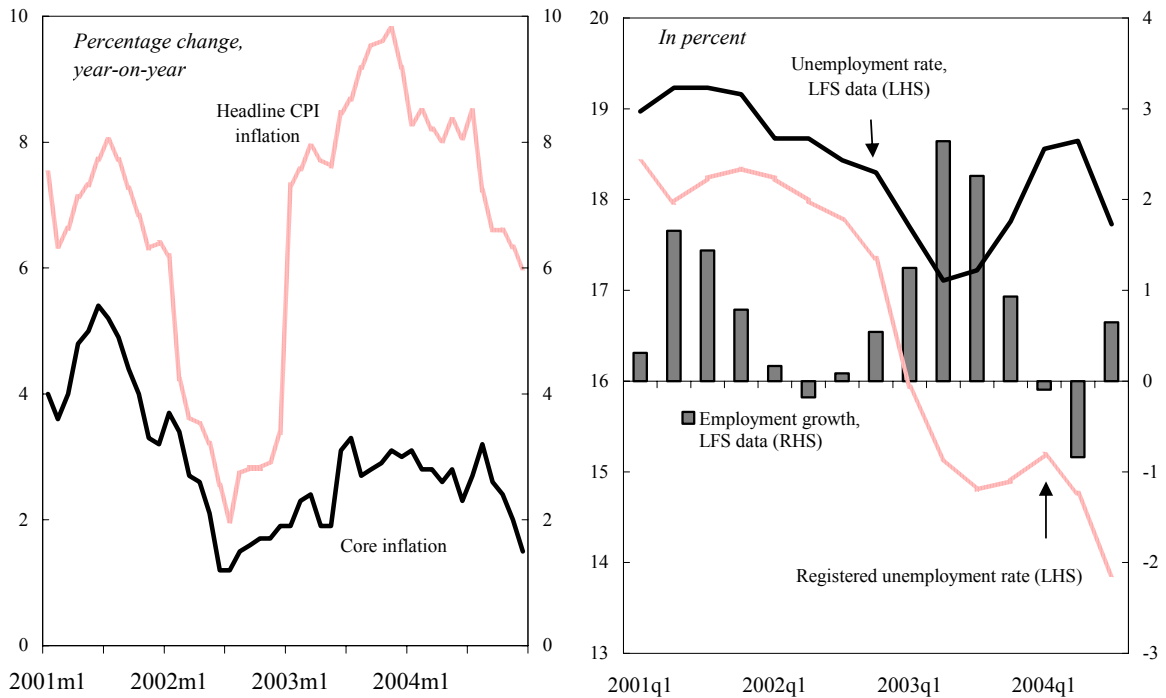 10
8
6
4
2
0
Percentage change,
year-on-year
Headline CPI
inflation
Core inflation
10
8
6
4
2
0
2001m1
2002m1
2003m1
2004m1
20
19
18
17
16
15
14
13
In percent
Unemployment rate,
LFS data (LHS)
Employment growth,
LFS data (RHS)
Registered unemployment rate (LHS)
4
3
2
1
0
-1
-2
-3
2001q1
2002q1
2003q1
2004q1